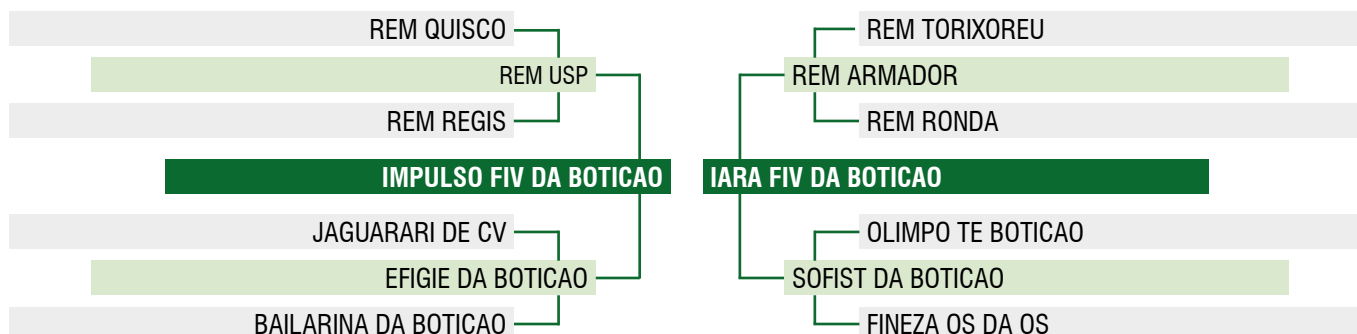 REM QUISCO
REM TORIXOREU
REM USP
REM ARMADOR
REM REGIS
REM RONDA
IMPULSO FIV DA BOTICAO
IARA FIV DA BOTICAO
JAGUARARI DE CV
OLIMPO TE BOTICAO
EFIGIE DA BOTICAO
SOFIST DA BOTICAO
BAILARINA DA BOTICAO
FINEZA OS DA OS